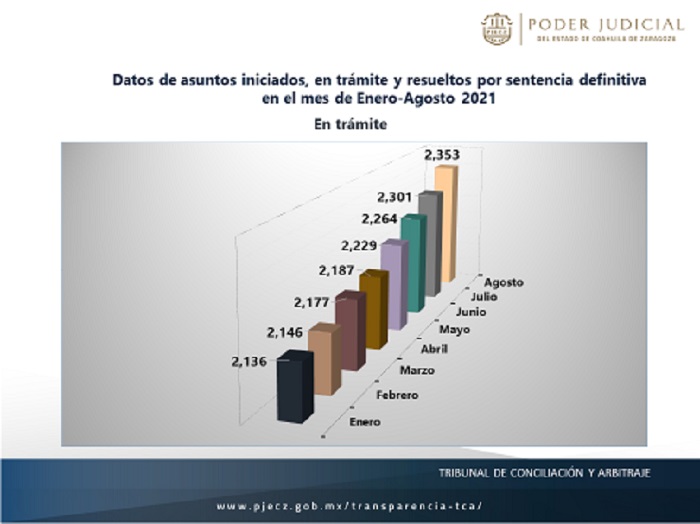 PODER JUDICIAL
DEL ESTADO DE COAHUILA DE ZARAGOZA
Datos de asuntos iniciados, en trámite y resueltos por sentencia definitiva
en el mes de Enero-Agosto 2021
En trámite
2,353
2,301
2,264
2,229
2,187
2,177
2,146
2,136
Agosto
Julio
Junio
Mayo
Abril
Marzo
Febrero
Enero
TRIBUNAL DE CONCILIACIÓN Y ARBITRAJE
www.pjecz.gob.mx/transparencia-tca/